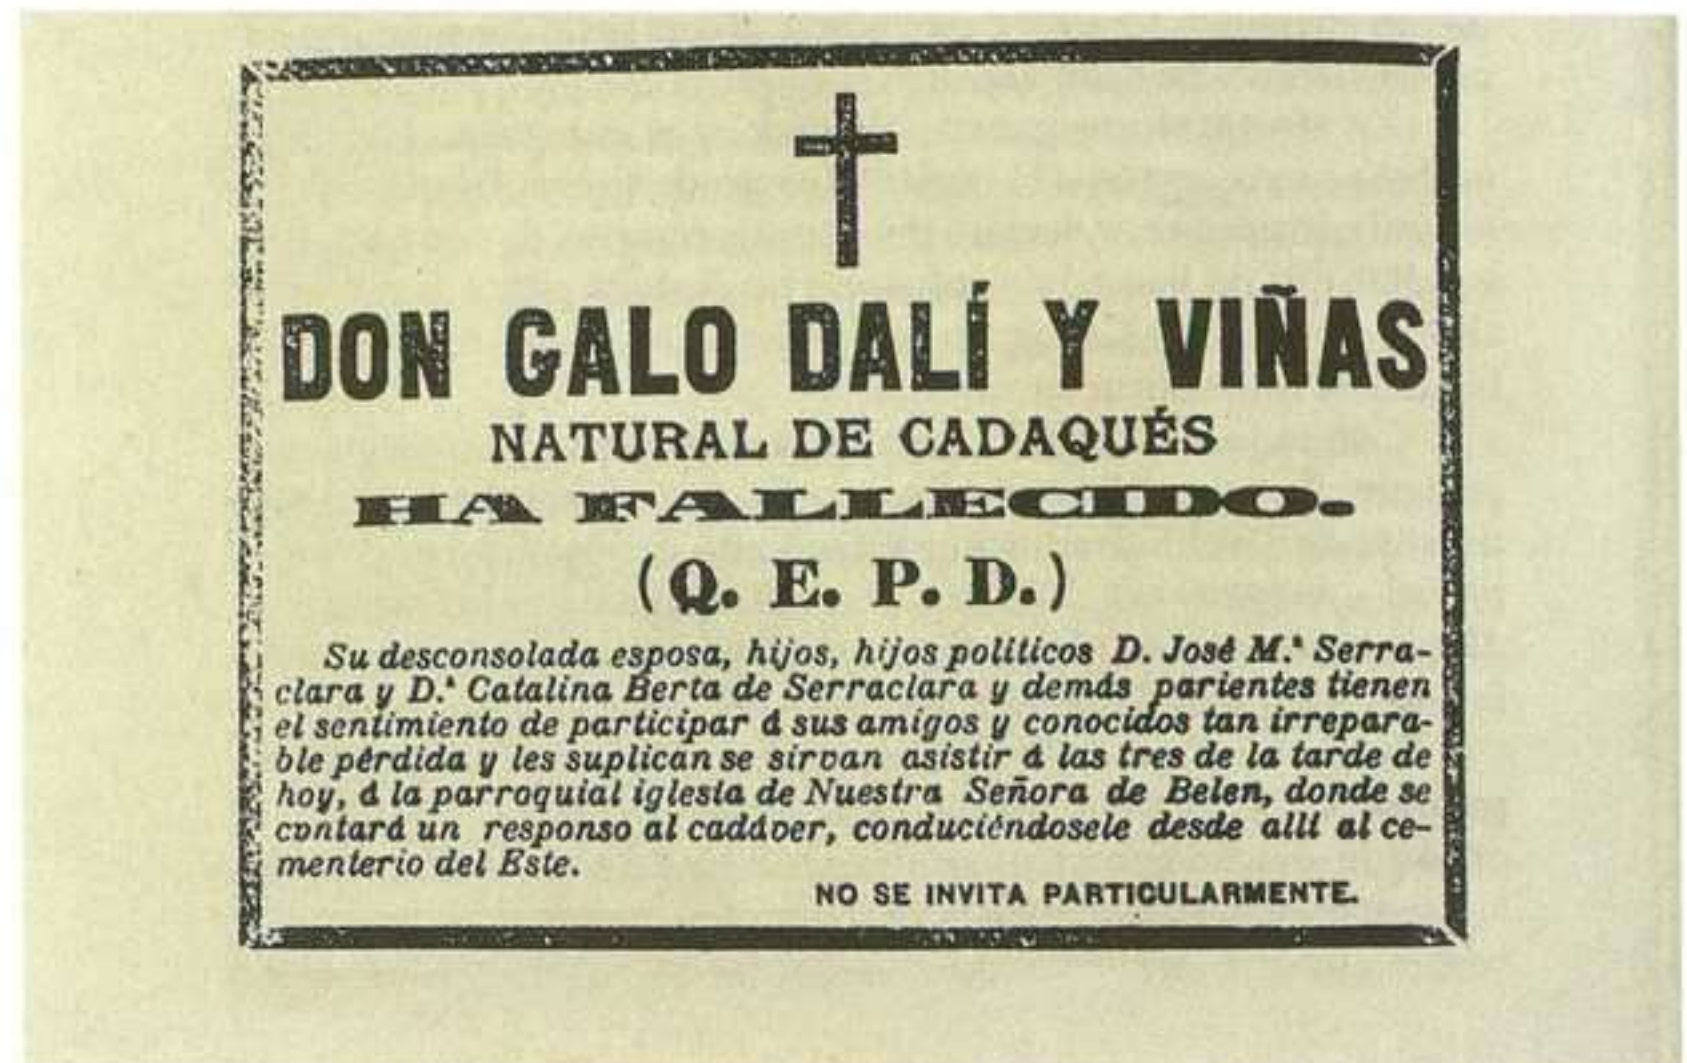 DON GALO DALÍ Y VIÑAS
NATURAL DE CADAQUÉS
HA FALLECIDO.
(Q. E. P. D.)
Su desconsolada esposa, hijos, hijos políticos D. José M.ª Serra-
clara y D.ª Catalina Berta de Serraclara y demás parientes tienen
el sentimiento de participar á sus amigos y conocidos tan irrepara-
ble pérdida y les suplican se sirvan asistir á las tres de la tarde de
hoy, á la parroquial iglesia de Nuestra Señora de Belen, donde se
cantará un responso al cadáver, conduciéndosele desde allí al ce-
menterio del Este.
NO SE INVITA PARTICULARMENTE.